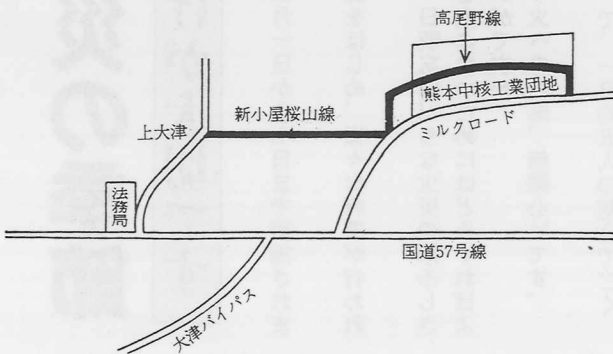 高尾野線
熊本中核工業団地
新小屋桜山線
上大津
ミルクロード
法務局
国道57号線
大津バイパス